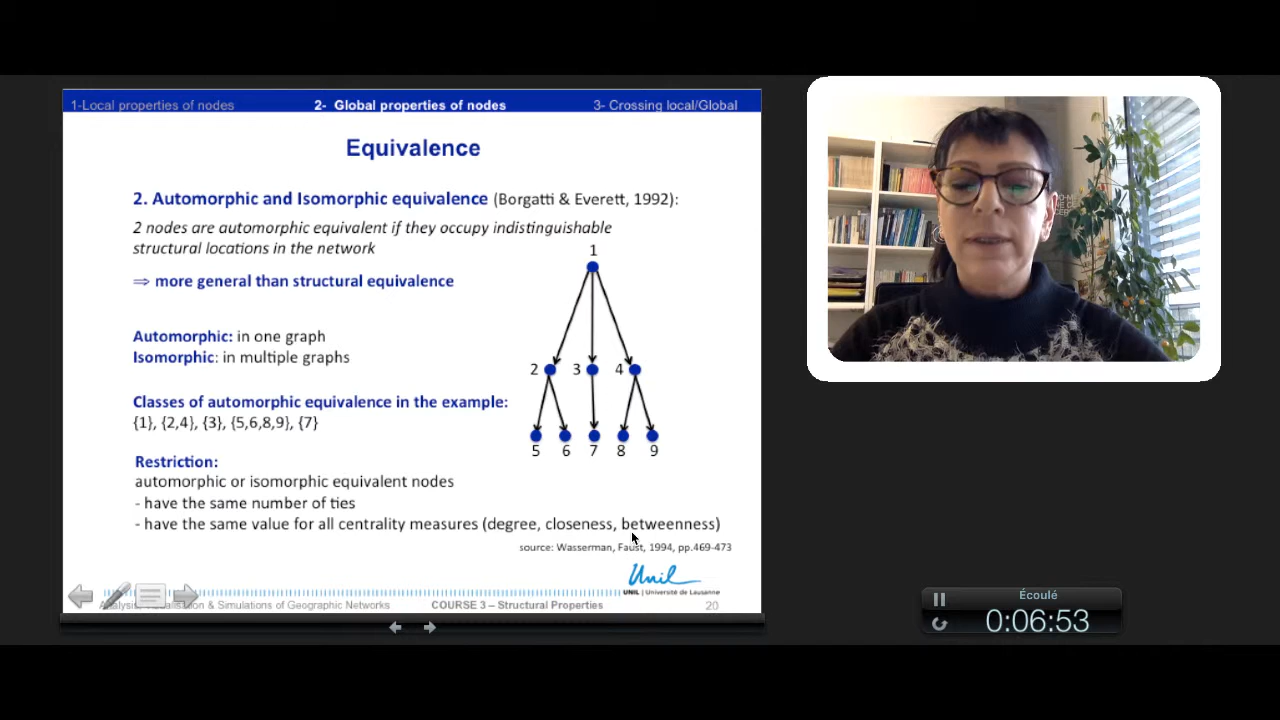 1-Local properties of nodes 2- Global properties of nodes 3- Crossing local/Global
Equivalence
2. Automorphic and Isomorphic equivalence (Borgatti & Everett, 1992):
2 nodes are automorphic equivalent if they occupy indistinguishable
structural locations in the network
⇒ more general than structural equivalence
Automorphic: in one graph
Isomorphic: in multiple graphs
Classes of automorphic equivalence in the example:
{1}, {2,4}, {3}, {5,6,8,9}, {7}
Restriction:
automorphic or isomorphic equivalent nodes
- have the same number of ties
- have the same value for all centrality measures (degree, closeness, betweenness)
1
2 3 4
5 6 7 8 9
source: Wasserman, Faust, 1994, pp.469-473
Unil
UNIL | Université de Lausanne
& Simulations of Geographic Networks COURSE 3 – Structural Properties 20
Écoulé
0:06:53